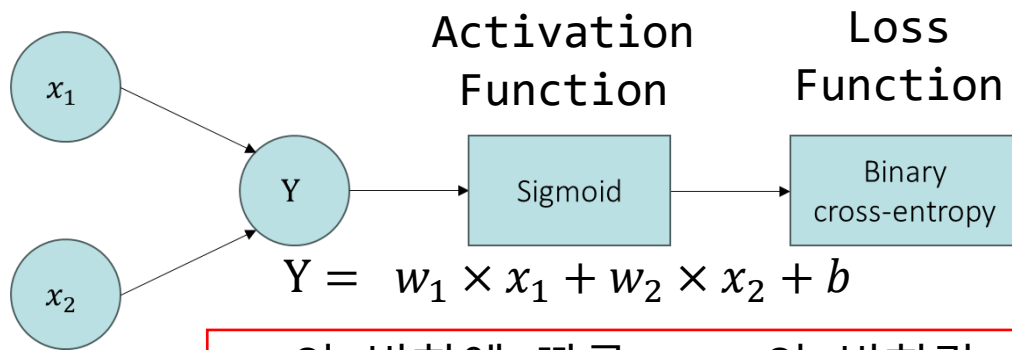 Activation
Function
Loss
Function
x₁
Y
Sigmoid
Binary
cross-entropy
x₂
Y = w₁ × x₁ + w₂ × x₂ + b